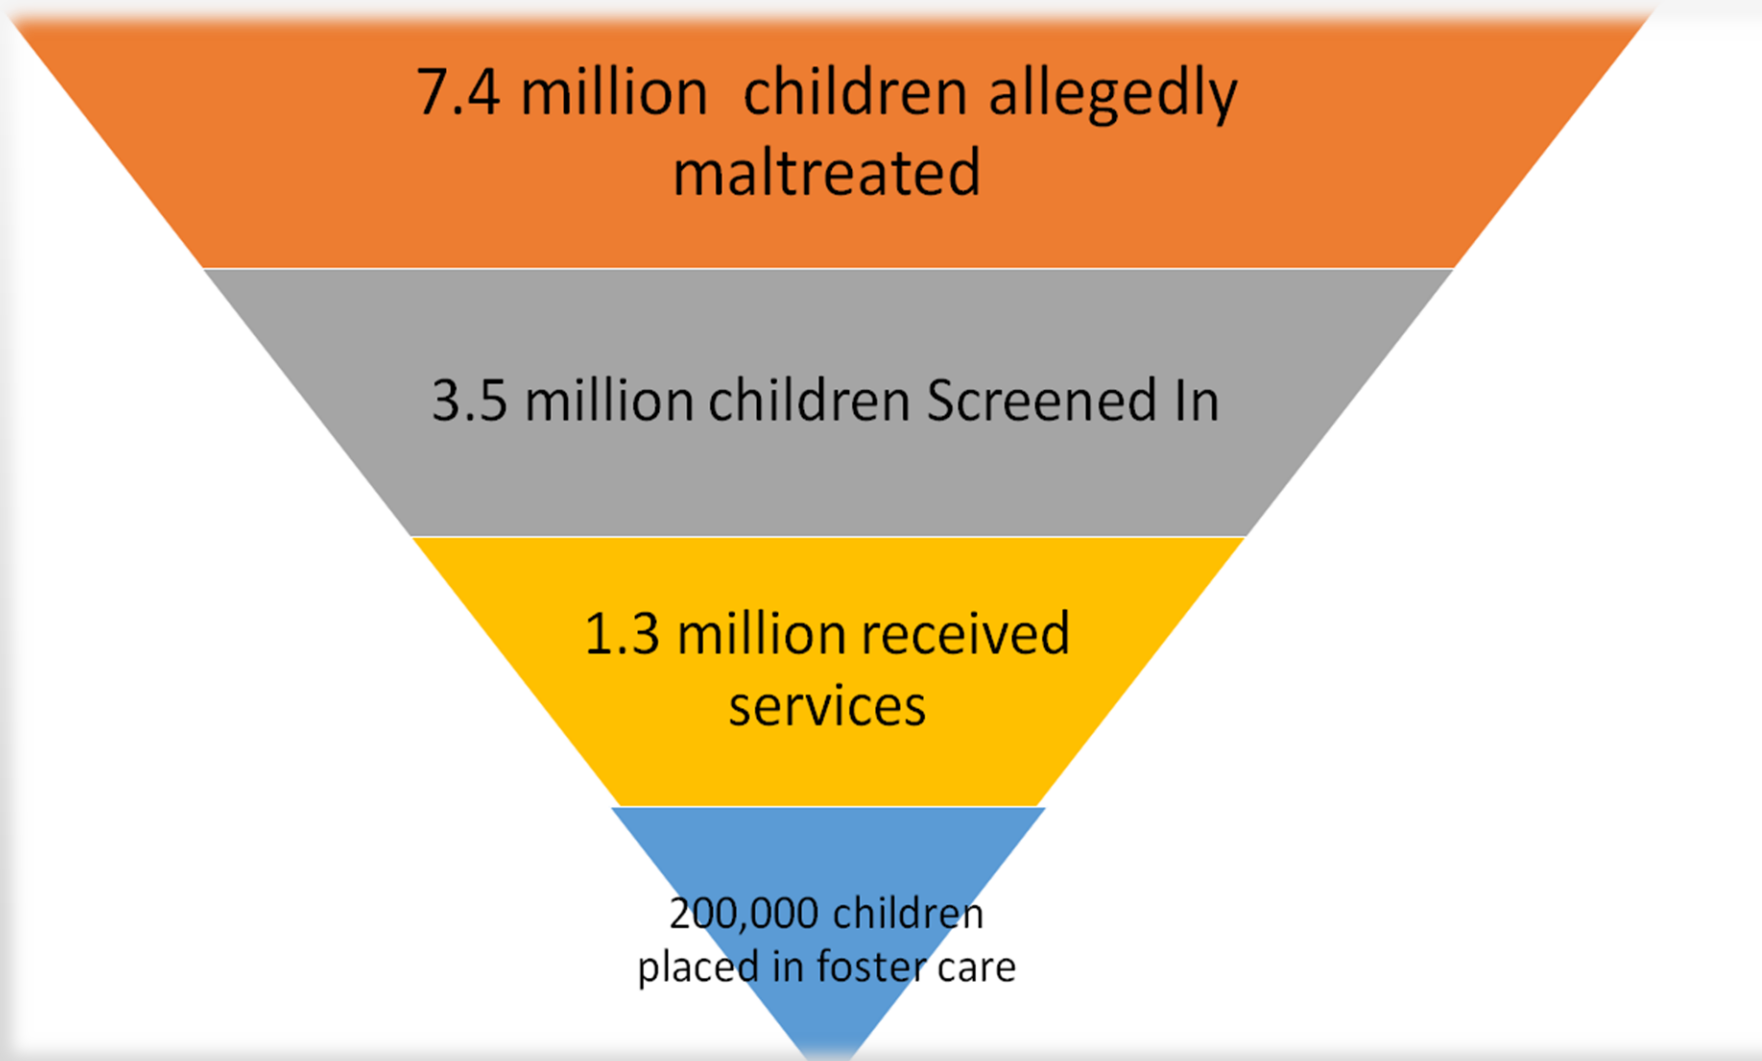 7.4 million  children allegedly
maltreated
3.5 million children Screened In
1.3 million received
services
200,000 children
placed in foster care